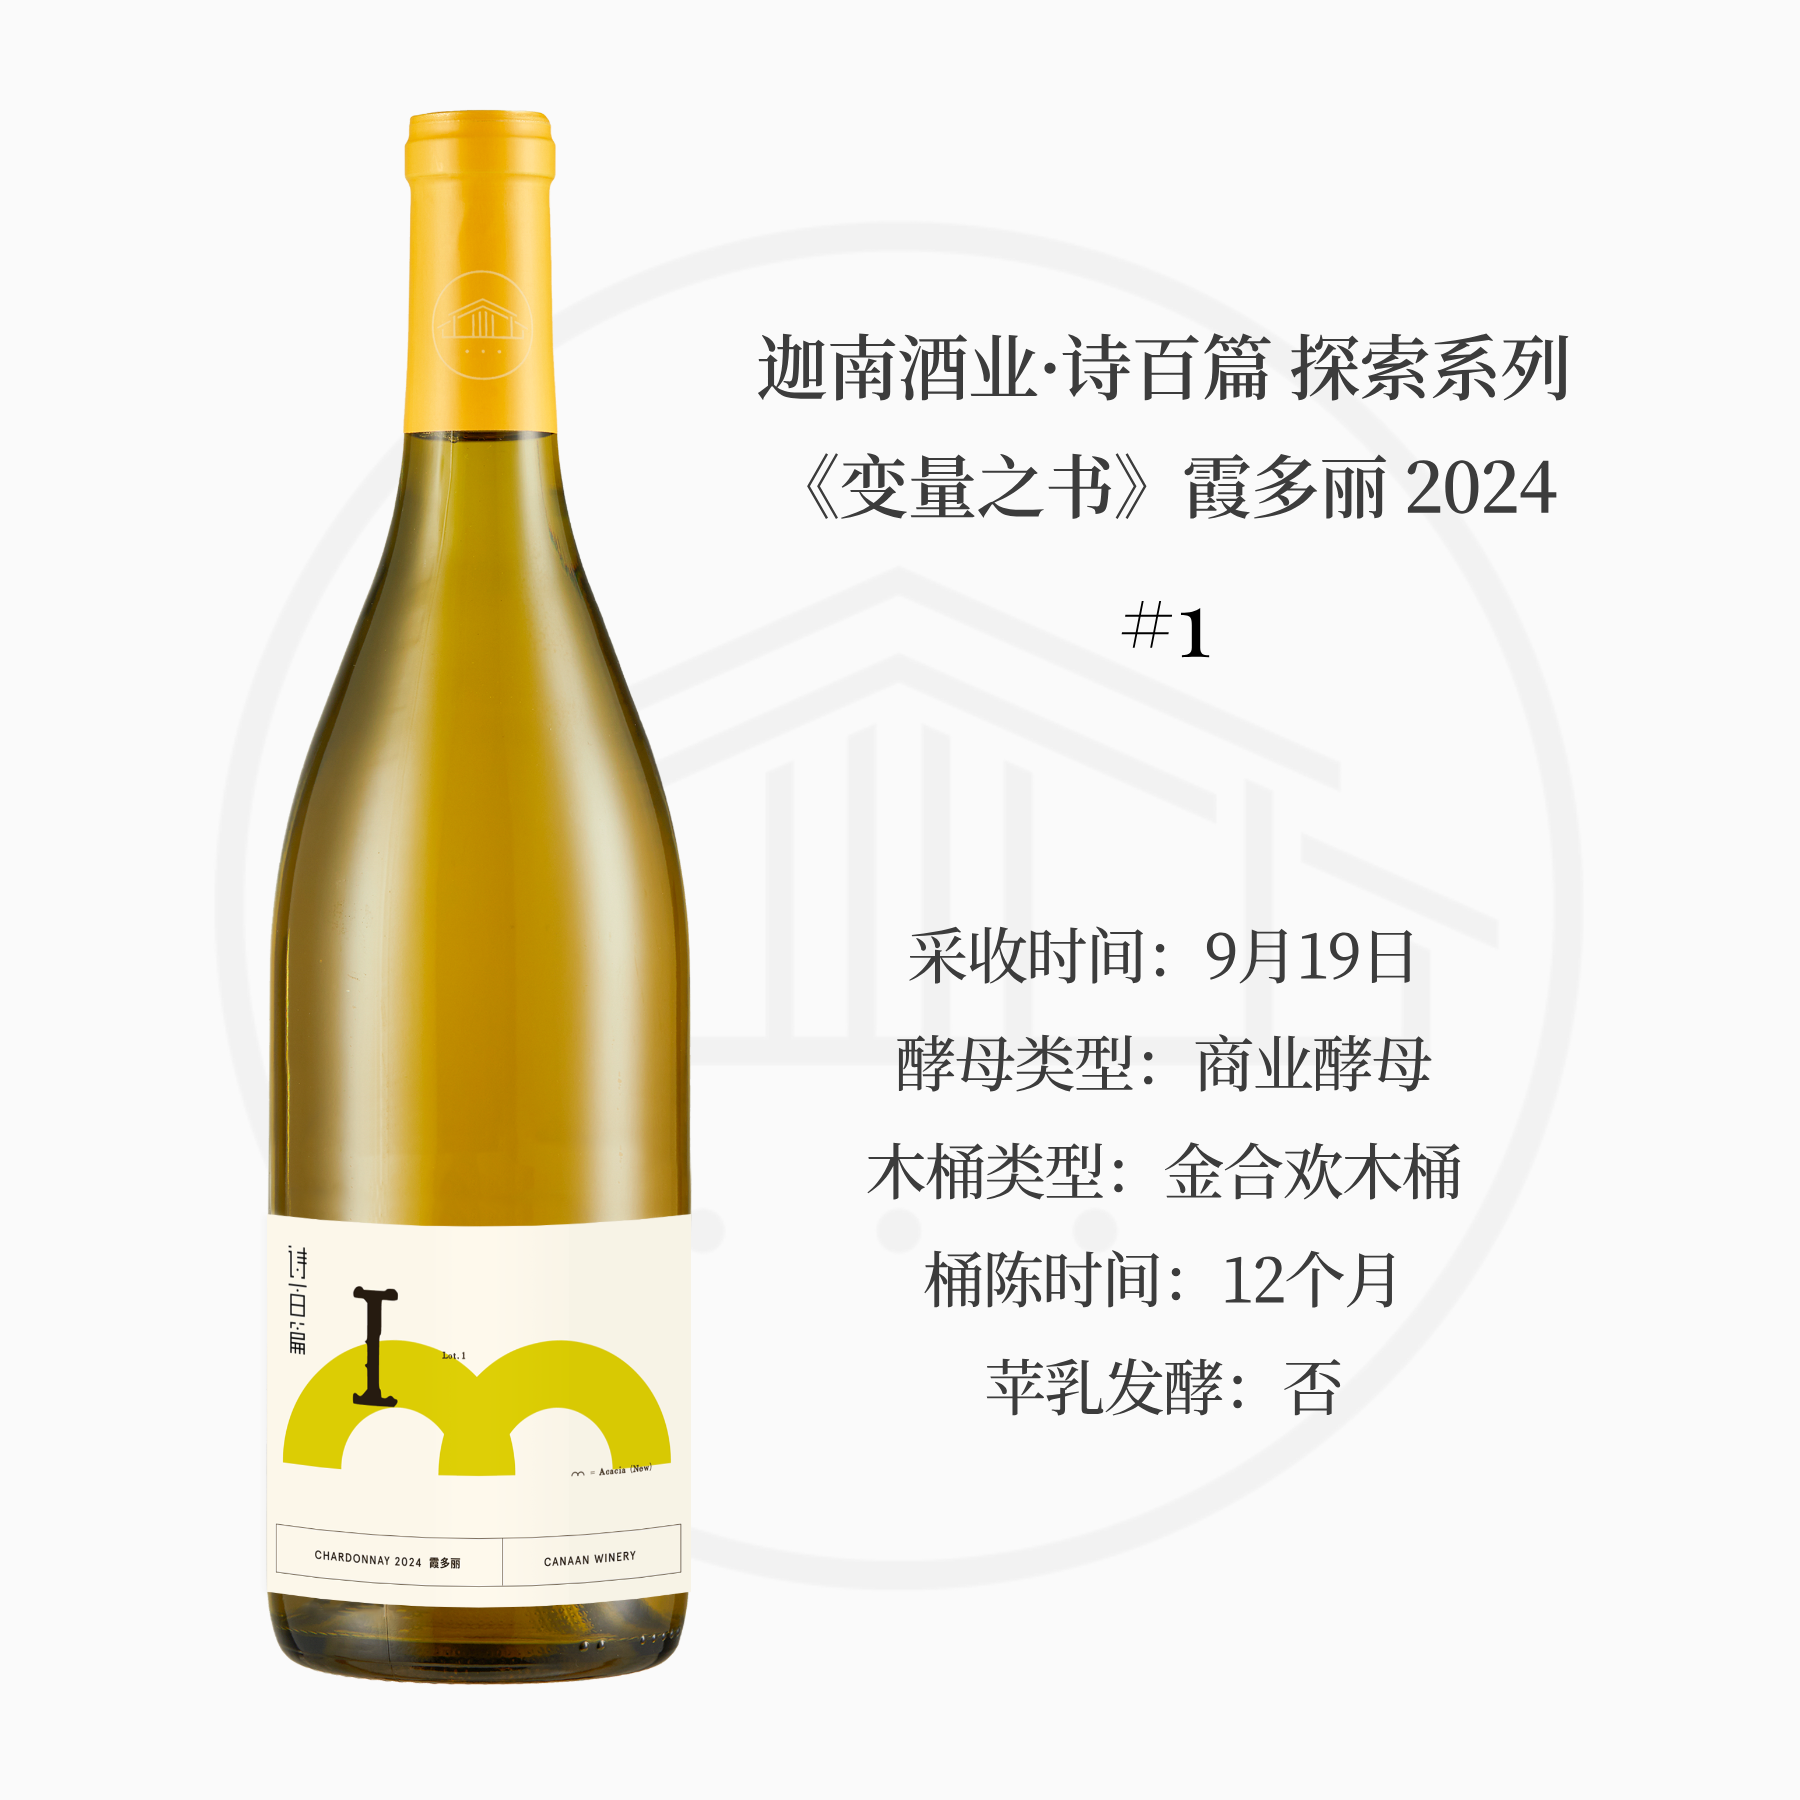 迦南酒业·诗百篇 探索系列
《变量之书》霞多丽 2024
#1
采收时间：9月19日
酵母类型：商业酵母
木桶类型：金合欢木桶
桶陈时间：12个月
苹乳发酵：否
诗百篇
I
Lot.1
= Acacia (New)
CHARDONNAY 2024 霞多丽
CANAAN WINERY